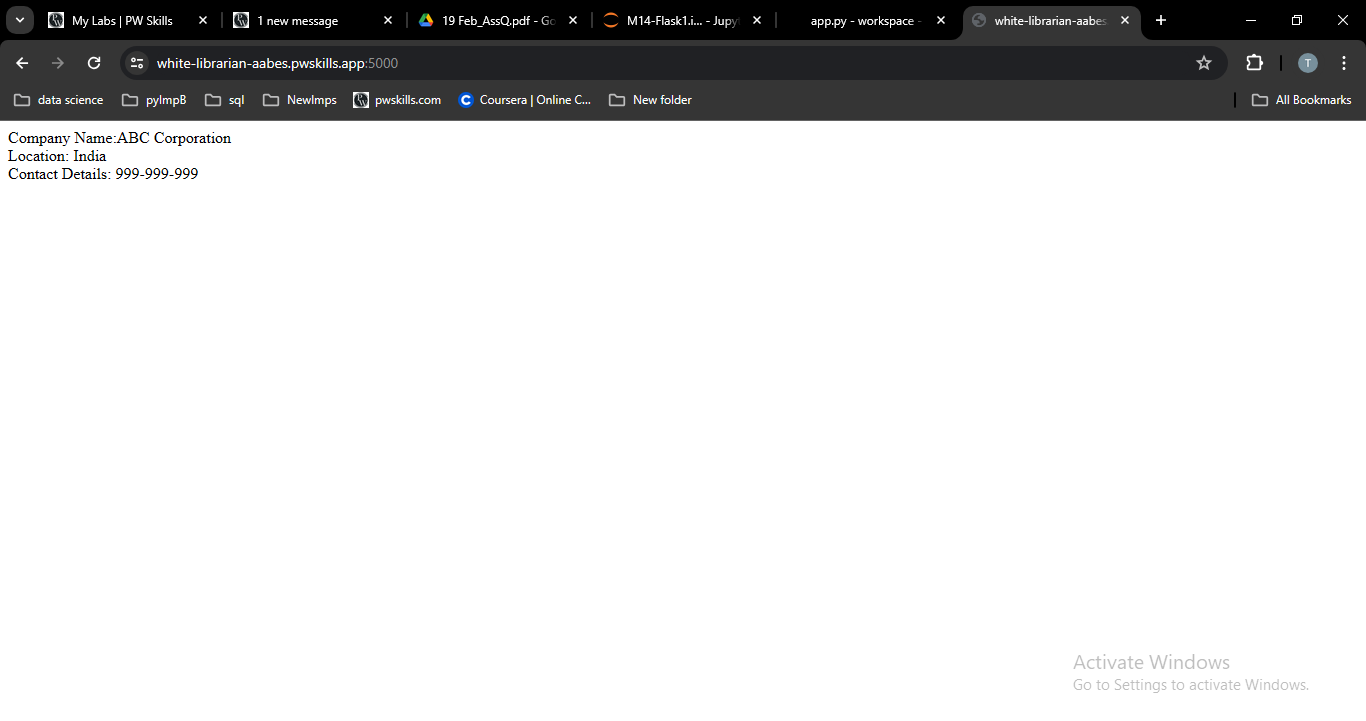 My Labs | PW Skills
1 new message
19 Feb_AssQ.pdf - Go
M14-Flask1.i... - Jupyt
app.py - workspace -
white-librarian-aabes
white-librarian-aabes.pwskills.app:5000
T
data science
pyImpB
sql
NewImps
pwskills.com
Coursera | Online C...
New folder
All Bookmarks
Company Name:ABC Corporation
Location: India
Contact Details: 999-999-999
Activate Windows
Go to Settings to activate Windows.